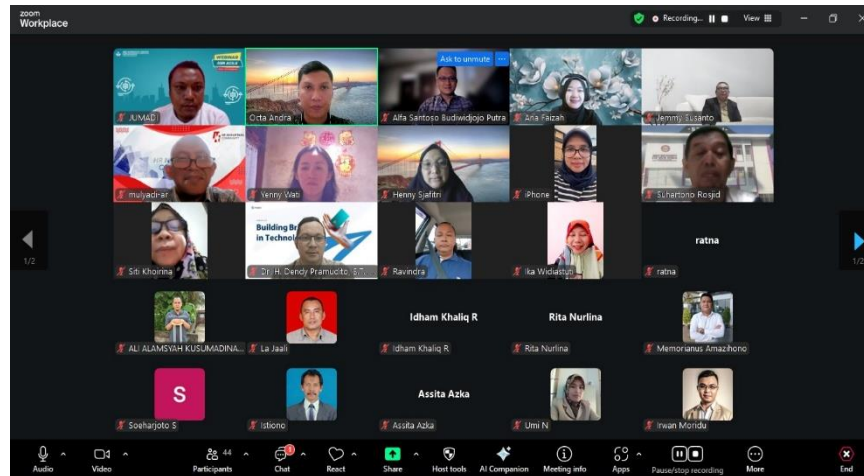 zoom
Workplace
Recording...
View
Ask to unmute
JUMADI
Octa Andra
Alfa Santoso Budiwidjojo Putra
Ana Faizah
Jemmy Susanto
mulyadi-ar
Yenny Wati
Henny Sjafitri
iPhone
Suhartono Rosjid
Building Br
in Technolo
ratna
Siti Khoirina
Dr. H. Dendy Pramudito, S.T,
Ravindra
Ika Widiastuti
ratna
1/2
1/2
Idham Khaliq R
Rita Nurlina
ALI ALAMSYAH KUSUMADINA...
La Jaali
Idham Khaliq R
Rita Nurlina
Memorianus Amazihono
S
Assita Azka
Soeharjoto S
Istiono
Assita Azka
Umi N
Irwan Moridu
44
1
Audio
Video
Participants
Chat
React
Share
Host tools
AI Companion
Meeting info
Apps
Pause/stop recording
More
End